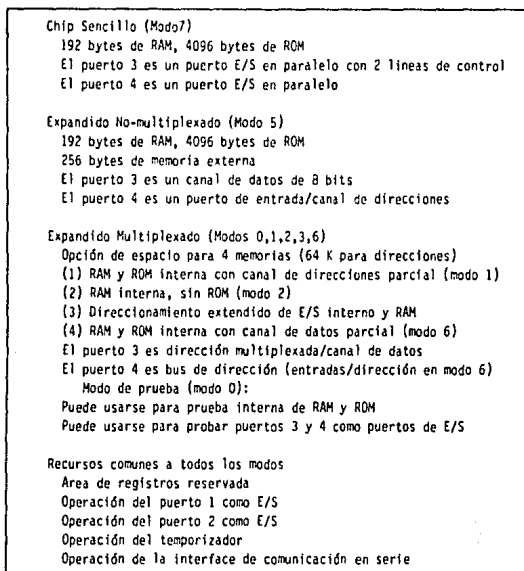 Chip Sencillo (Modo7)
192 bytes de RAM, 4096 bytes de ROM
El puerto 3 es un puerto E/S en paralelo con 2 lineas de control
El puerto 4 es un puerto E/S en paralelo
Expandido No-multiplexado (Modo 5)
192 bytes de RAM, 4096 bytes de ROM
256 bytes de memoria externa
El puerto 3 es un canal de datos de 8 bits
El puerto 4 es un puerto de entrada/canal de direcciones
Expandido Multiplexado (Modos 0,1,2,3,6)
Opción de espacio para 4 memorias (64 K para direcciones)
(1) RAM y ROM interna con canal de direcciones parcial (modo 1)
(2) RAM interna, sin ROM (modo 2)
(3) Direccionamiento extendido de E/S interno y RAM
(4) RAM y ROM interna con canal de datos parcial (modo 6)
El puerto 3 es dirección multiplexada/canal de datos
El puerto 4 es bus de dirección (entradas/dirección en modo 6)
Modo de prueba (modo 0):
Puede usarse para prueba interna de RAM y ROM
Puede usarse para probar puertos 3 y 4 como puertos de E/S
Recursos comunes a todos los modos
Area de registros reservada
Operación del puerto 1 como E/S
Operación del puerto 2 como E/S
Operación del temporizador
Operación de la interface de comunicación en serie